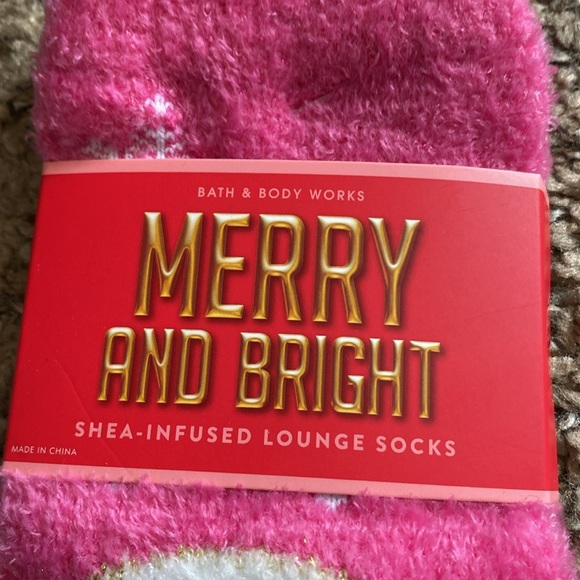 BATH & BODY WORKS
MERRY
AND BRIGHT
SHEA-INFUSED LOUNGE SOCKS
MADE IN CHINA